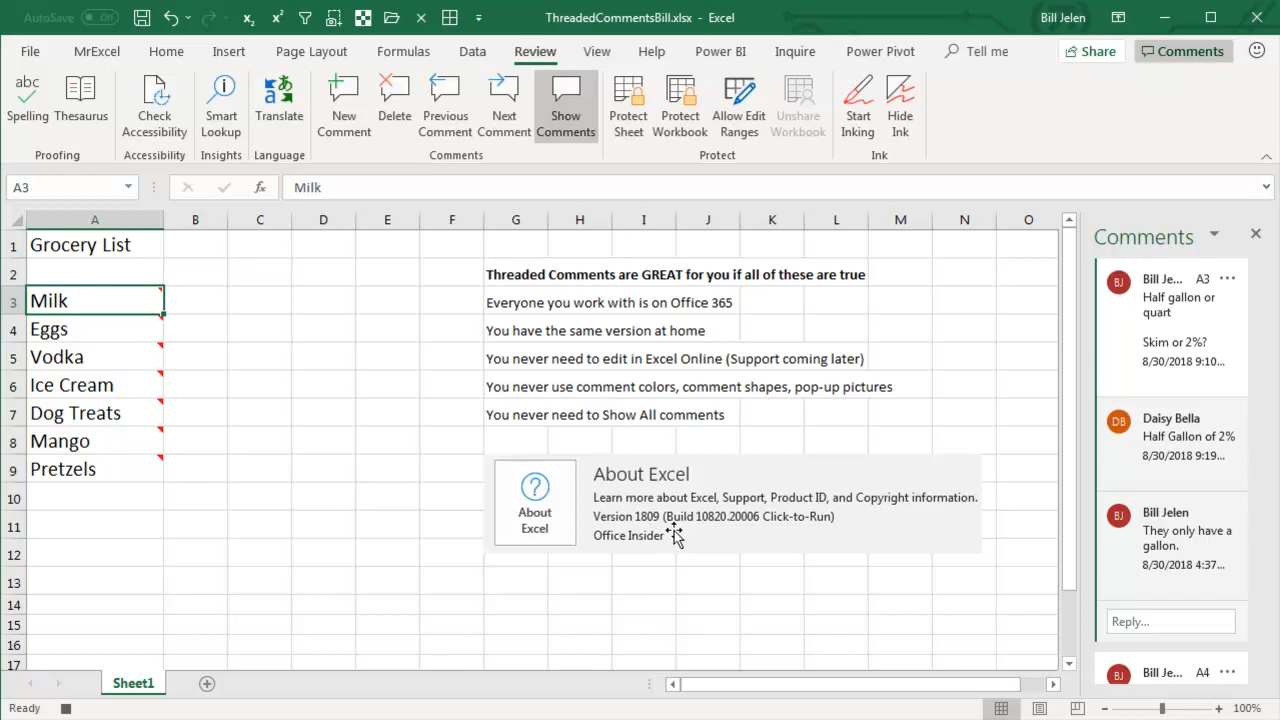 AutoSave Off
ThreadedCommentsBill.xlsx - Excel
Bill Jelen
File MrExcel Home Insert Page Layout Formulas Data Review View Help Power BI Inquire Power Pivot Tell me Share Comments
abc
Spelling Thesaurus Check Accessibility Smart Lookup Translate New Comment Delete Previous Comment Next Comment Show Comments Protect Sheet Protect Workbook Allow Edit Ranges Unshare Workbook Start Inking Hide Ink
Proofing Accessibility Insights Language Comments Protect Ink
A3 fx Milk
A B C D E F G H I J K L M N O
1 Grocery List
2 Threaded Comments are GREAT for you if all of these are true
3 Milk Everyone you work with is on Office 365
4 Eggs You have the same version at home
5 Vodka You never need to edit in Excel Online (Support coming later)
6 Ice Cream You never use comment colors, comment shapes, pop-up pictures
7 Dog Treats You never need to Show All comments
8 Mango
9 Pretzels
10
11
12
13
14
15
16
17
About Excel
About Excel
Learn more about Excel, Support, Product ID, and Copyright information.
Version 1809 (Build 10820.20006 Click-to-Run)
Office Insider
Comments
BJ Bill Je... A3
Half gallon or
quart
Skim or 2%?
8/30/2018 9:10...
DB Daisy Bella
Half Gallon of 2%
8/30/2018 9:19...
BJ Bill Jelen
They only have a
gallon.
8/30/2018 4:37...
Reply...
BJ Bill Je... A4
Sheet1
Ready
100%